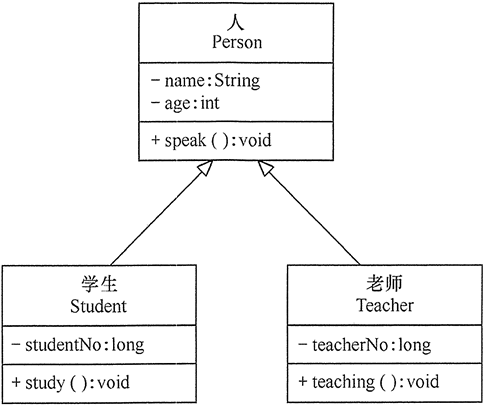 人
Person
- name:String
- age:int
+ speak ( ):void
学生
Student
- studentNo:long
+ study ( ):void
老师
Teacher
- teacherNo:long
+ teaching ( ):void